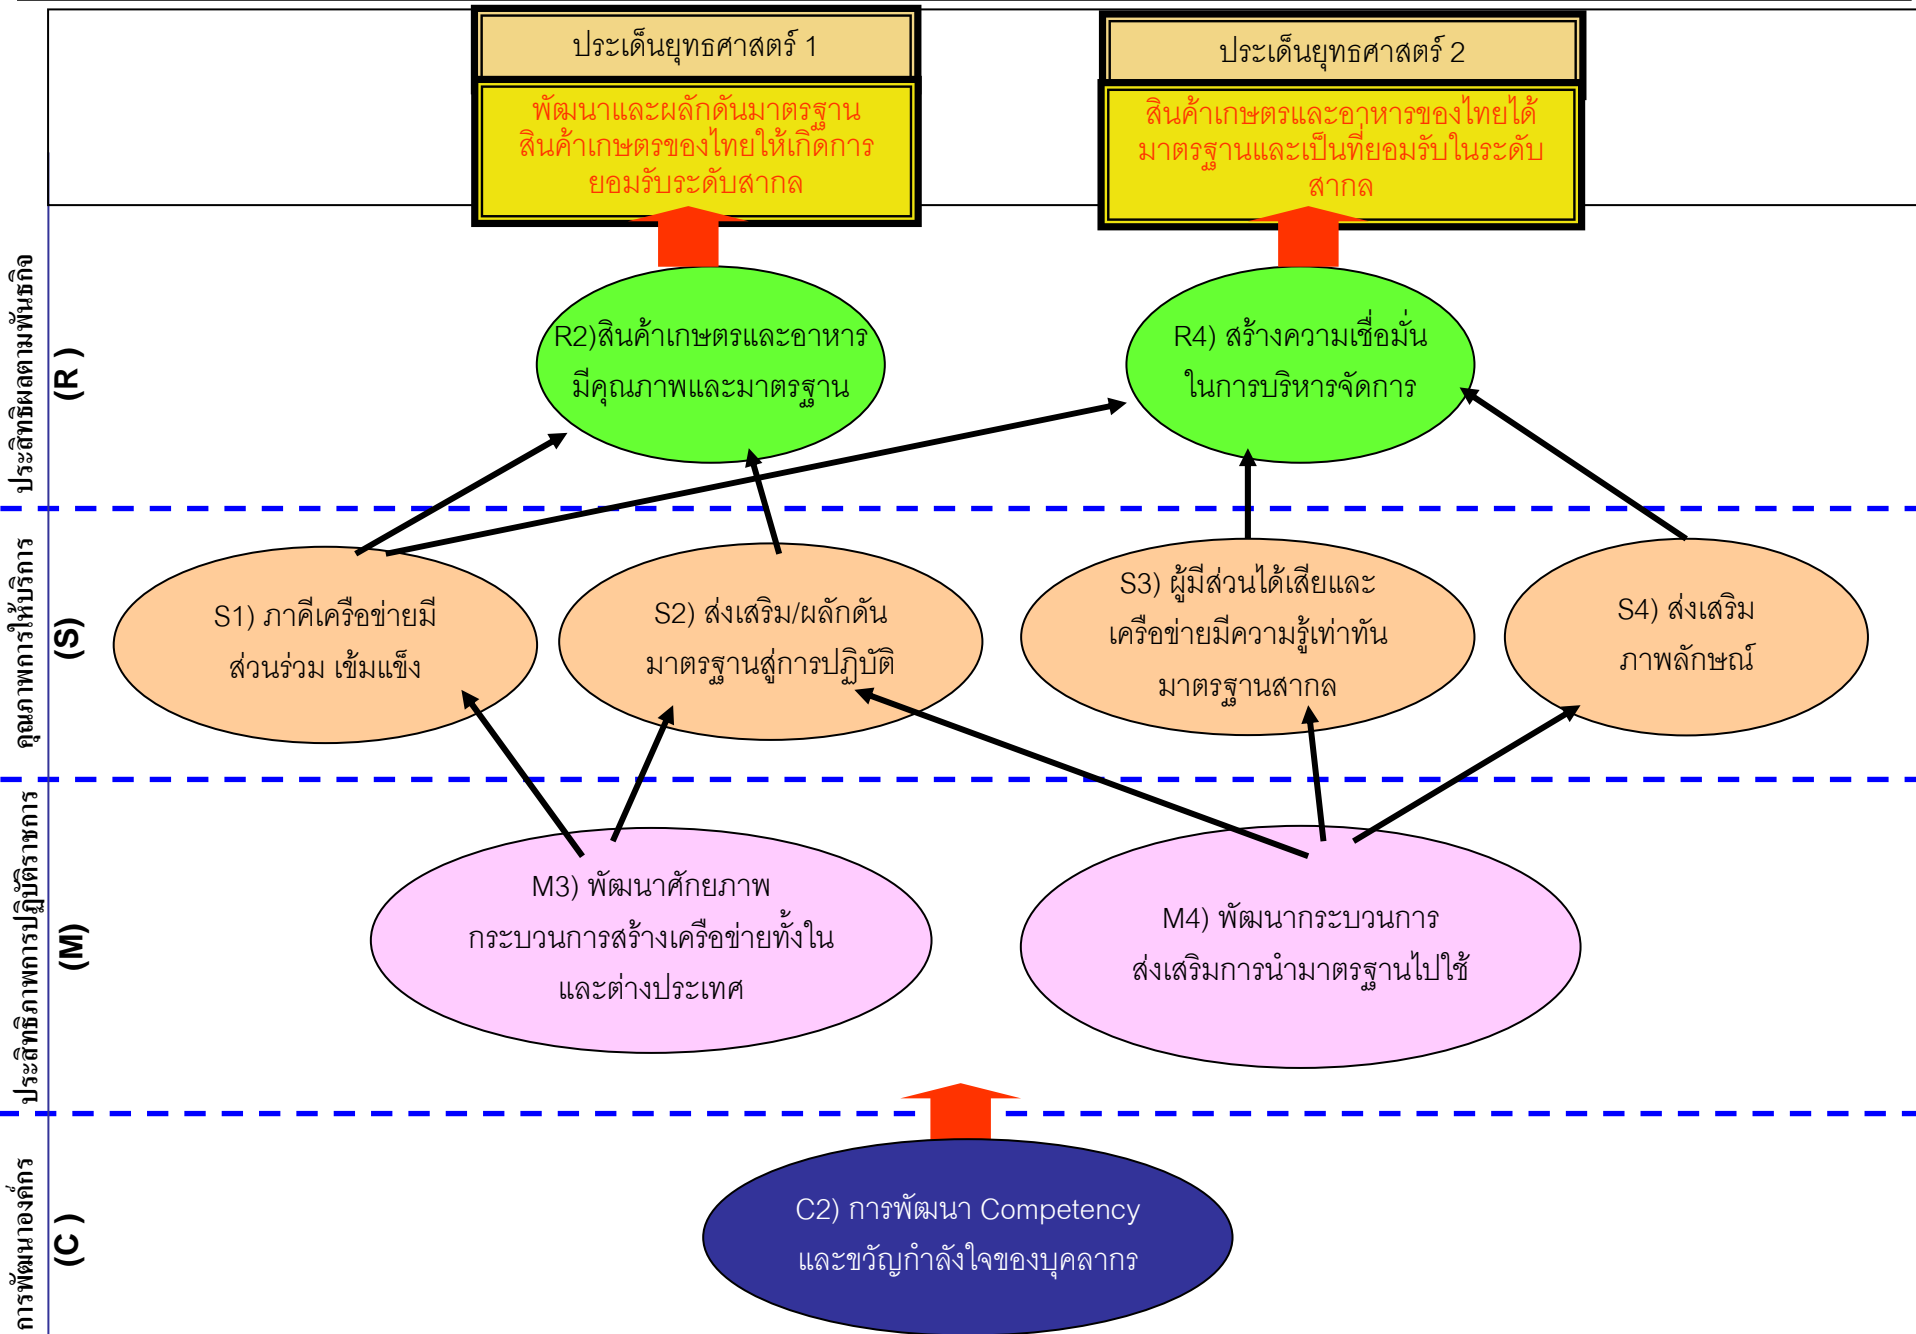 ประเด็นยุทธศาสตร์ 1
พัฒนาและผลักดันมาตรฐาน
สินค้าเกษตรของไทยให้เกิดการ
ยอมรับระดับสากล
ประเด็นยุทธศาสตร์ 2
สินค้าเกษตรและอาหารของไทยได้
มาตรฐานและเป็นที่ยอมรับในระดับ
สากล
ประสิทธิผลตามพันธกิจ
(R )
R2)สินค้าเกษตรและอาหาร
มีคุณภาพและมาตรฐาน
R4) สร้างความเชื่อมั่น
ในการบริหารจัดการ
คุณภาพการให้บริการ
(S)
S1) ภาคีเครือข่ายมี
ส่วนร่วม เข้มแข็ง
S2) ส่งเสริม/ผลักดัน
มาตรฐานสู่การปฏิบัติ
S3) ผู้มีส่วนได้เสียและ
เครือข่ายมีความรู้เท่าทัน
มาตรฐานสากล
S4) ส่งเสริม
ภาพลักษณ์
ประสิทธิภาพการปฏิบัติราชการ
(M)
M3) พัฒนาศักยภาพ
กระบวนการสร้างเครือข่ายทั้งใน
และต่างประเทศ
M4) พัฒนากระบวนการ
ส่งเสริมการนำมาตรฐานไปใช้
การพัฒนาองค์กร
(C )
C2) การพัฒนา Competency
และขวัญกำลังใจของบุคลากร